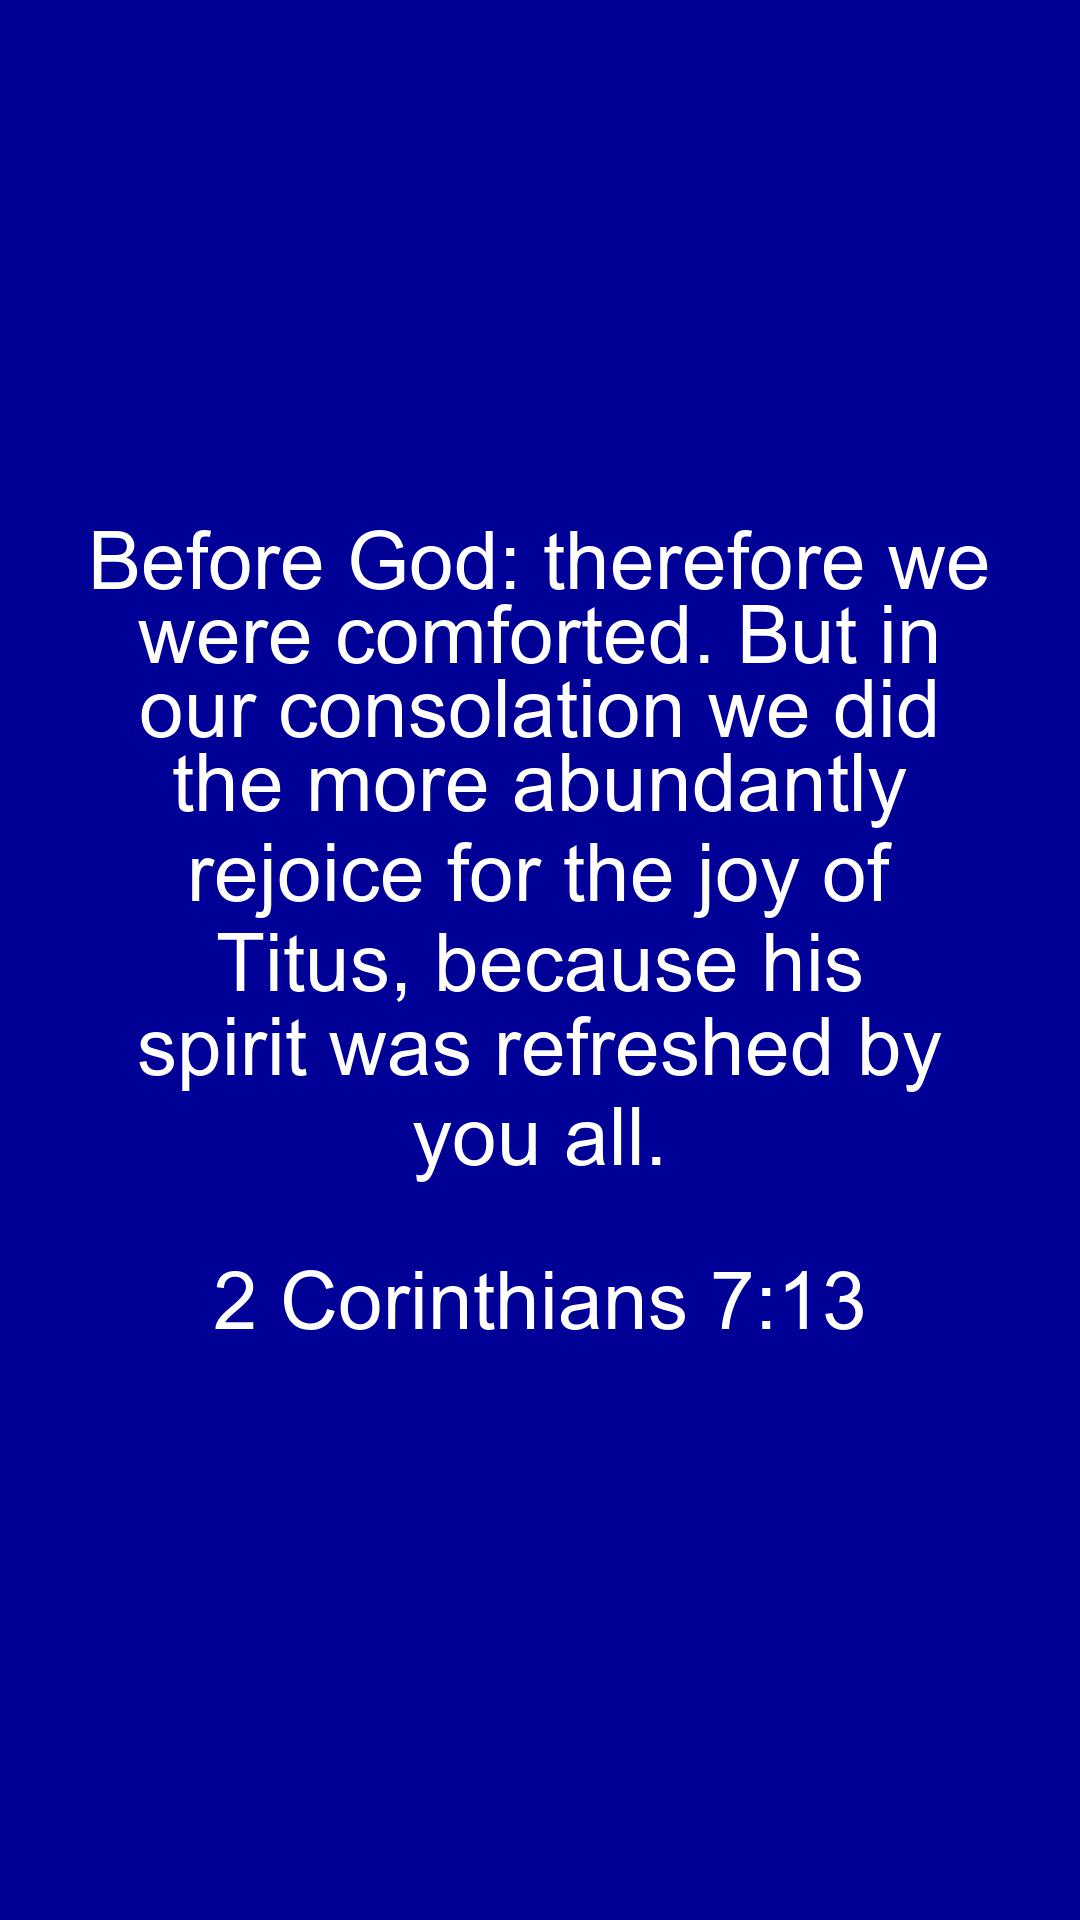 Before God: therefore we
were comforted. But in
our consolation we did
the more abundantly
rejoice for the joy of
Titus, because his
spirit was refreshed by
you all.
2 Corinthians 7:13